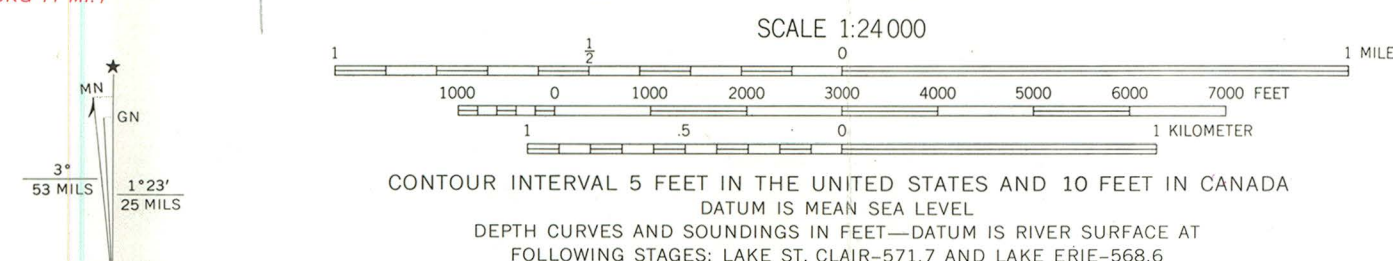 SCALE 1:24 000
1 1/2 0 1 MILE
1000 0 1000 2000 3000 4000 5000 6000 7000 FEET
1 .5 0 1 KILOMETER
CONTOUR INTERVAL 5 FEET IN THE UNITED STATES AND 10 FEET IN CANADA
DATUM IS MEAN SEA LEVEL
DEPTH CURVES AND SOUNDINGS IN FEET—DATUM IS RIVER SURFACE AT
FOLLOWING STAGES: LAKE ST. CLAIR–571.7 AND LAKE ERIE–568.6
MN
GN
3°
53 MILS
1°23′
25 MILS